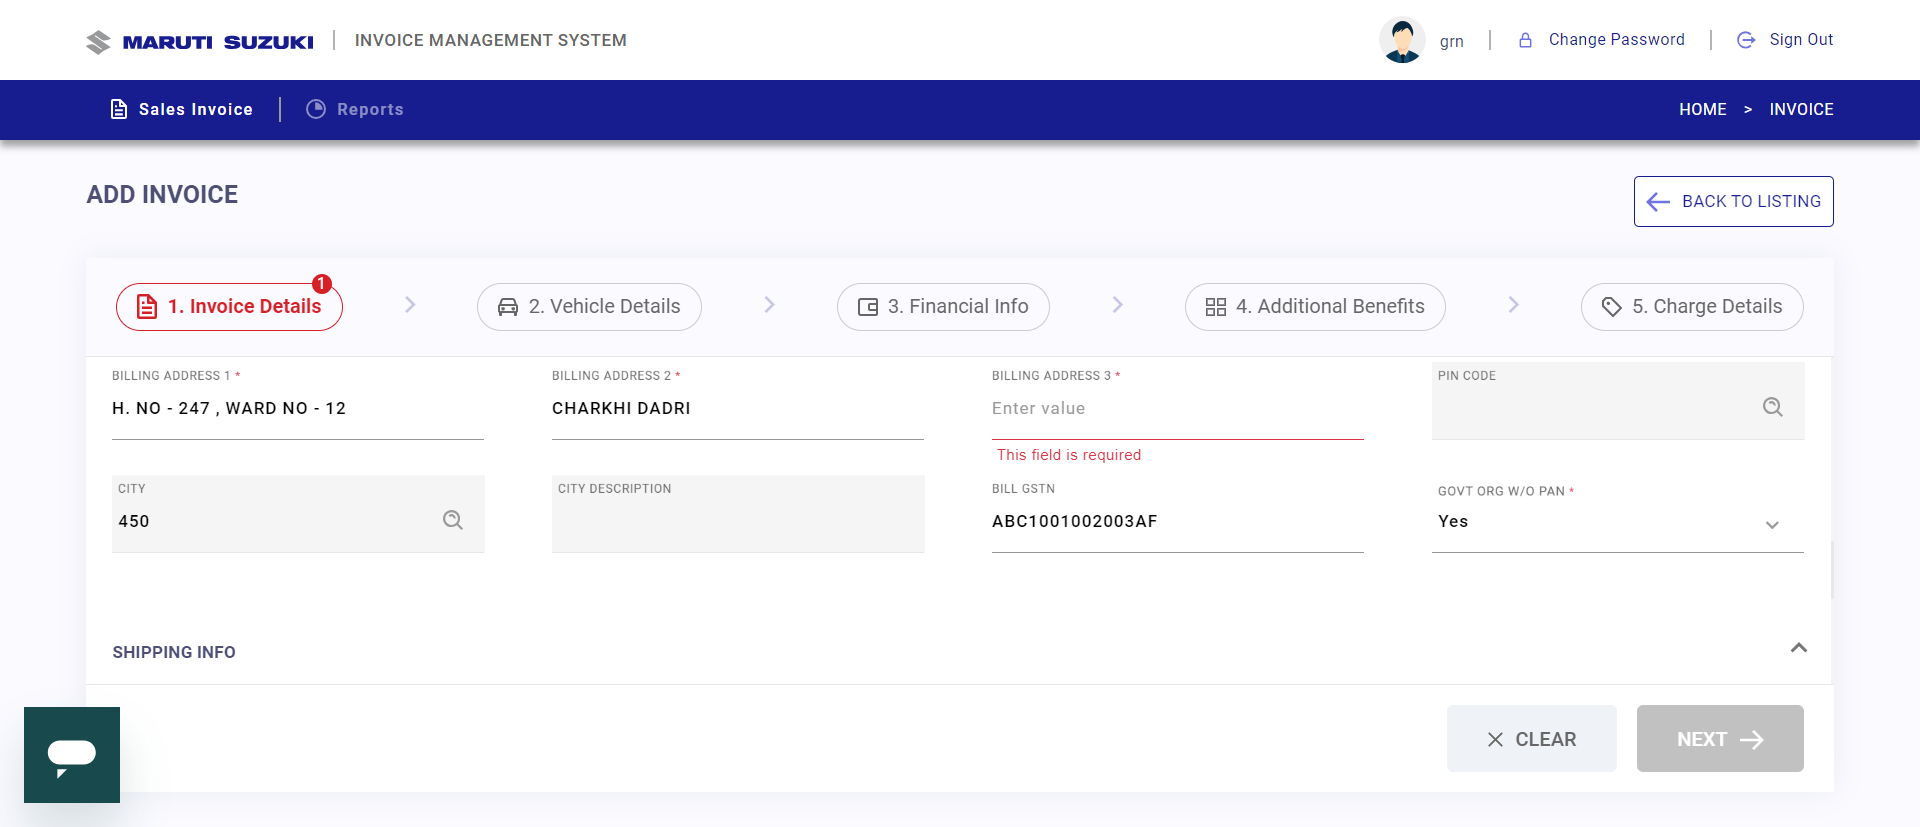 MARUTI SUZUKI
INVOICE MANAGEMENT SYSTEM
grn
Change Password
Sign Out
Sales Invoice
Reports
HOME > INVOICE
ADD INVOICE
BACK TO LISTING
1
1. Invoice Details
2. Vehicle Details
3. Financial Info
4. Additional Benefits
5. Charge Details
BILLING ADDRESS 1 *
H. NO - 247 , WARD NO - 12
BILLING ADDRESS 2 *
CHARKHI DADRI
BILLING ADDRESS 3 *
Enter value
This field is required
PIN CODE
CITY
450
CITY DESCRIPTION
BILL GSTN
ABC1001002003AF
GOVT ORG W/O PAN *
Yes
SHIPPING INFO
CLEAR
NEXT